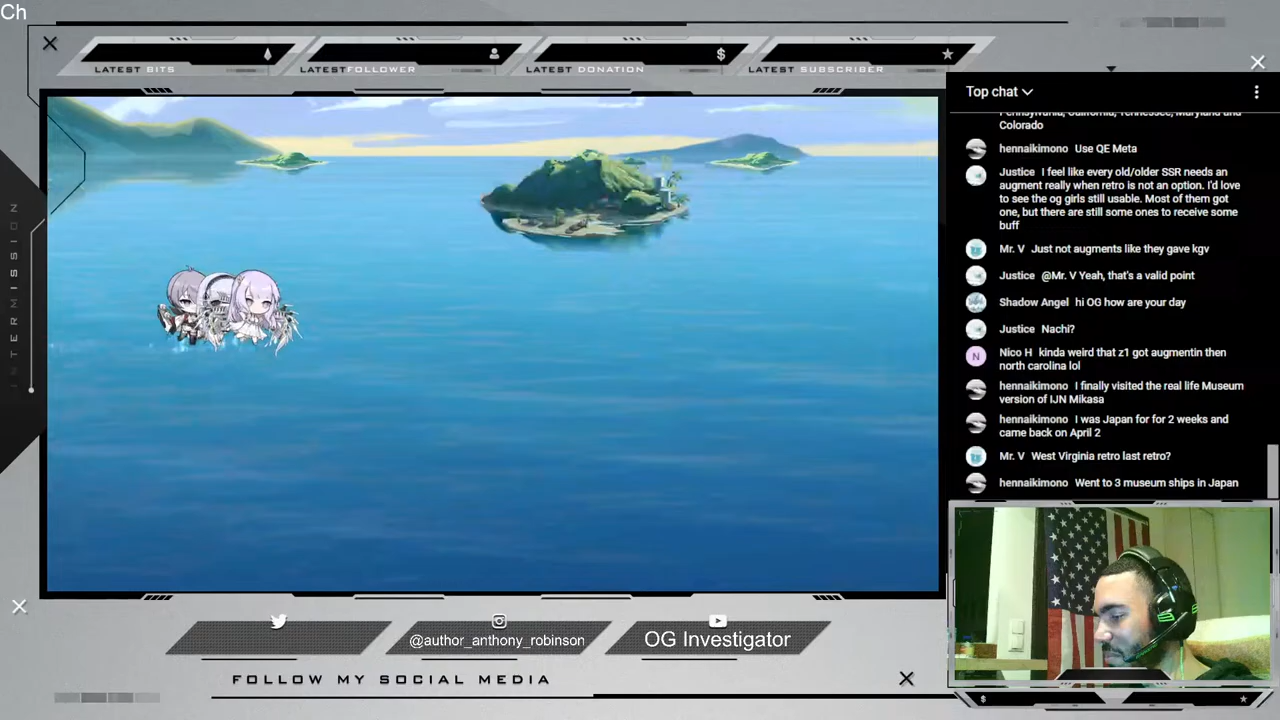 Ch
LATEST BITS
LATEST FOLLOWER
$
LATEST DONATION
LATEST SUBSCRIBER
INTERMISSION
Top chat
Pennsylvania, California, Tennessee, Maryland and
Colorado
hennaikimono Use QE Meta
Justice I feel like every old/older SSR needs an
augment really when retro is not an option. I'd love
to see the og girls still usable. Most of them got
one, but there are still some ones to receive some
buff
Mr. V Just not augments like they gave kgv
Justice @Mr. V Yeah, that's a valid point
Shadow Angel hi OG how are your day
Justice Nachi?
N
Nico H kinda weird that z1 got augmentin then
north carolina lol
hennaikimono I finally visited the real life Museum
version of IJN Mikasa
hennaikimono I was Japan for for 2 weeks and
came back on April 2
Mr. V West Virginia retro last retro?
hennaikimono Went to 3 museum ships in Japan
@author_anthony_robinson
OG Investigator
FOLLOW MY SOCIAL MEDIA
$